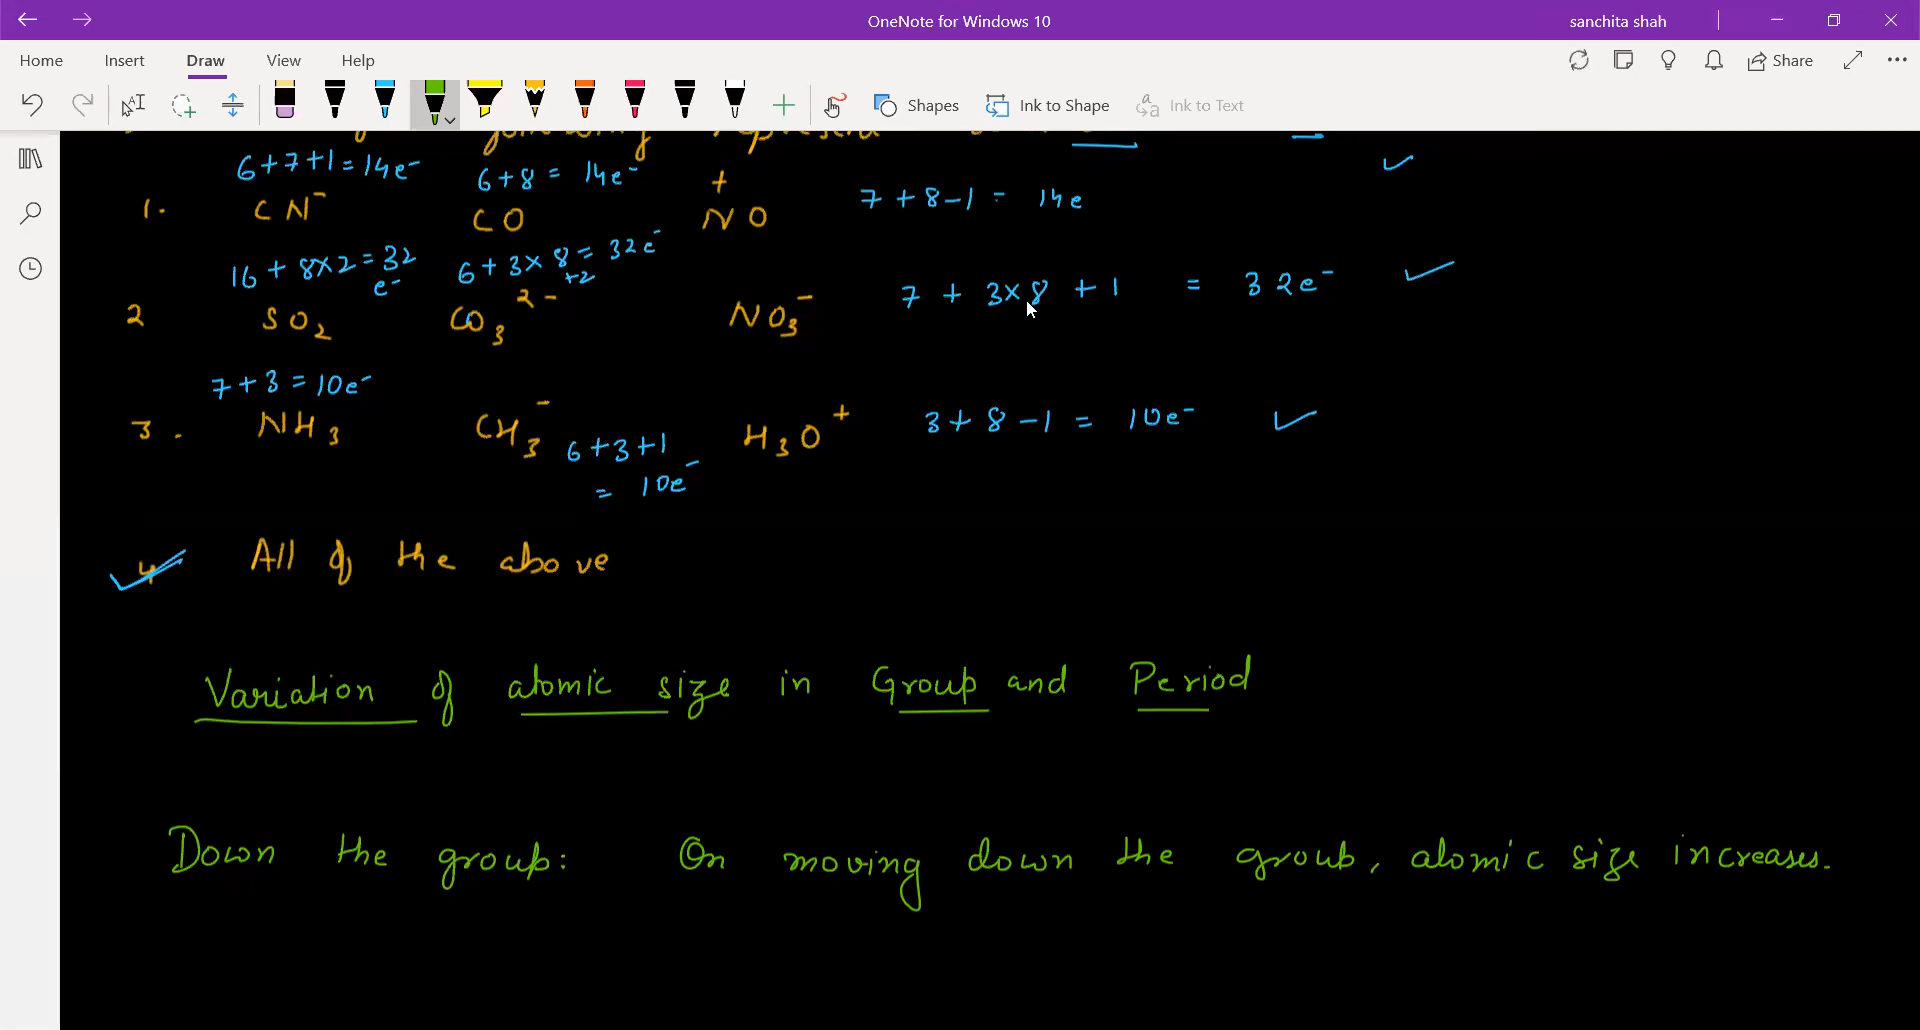 OneNote for Windows 10
sanchita shah
Home Insert Draw View Help
Share
Shapes Ink to Shape Ink to Text
following represent
6+7+1=14e⁻ 6+8 = 14e⁻
1. CN⁻ CO NO⁺ 7+8-1 = 14e
16+8×2=32 e⁻ 6+3×8+2=32e⁻
2 SO₂ CO₃²⁻ NO₃⁻ 7 + 3×8 + 1 = 32e⁻
7+3=10e⁻
3. NH₃ CH₃⁻ H₃O⁺ 3+8-1 = 10e⁻
6+3+1
= 10e⁻
4 All of the above
Variation of atomic size in Group and Period
Down the group: On moving down the group, atomic size increases.